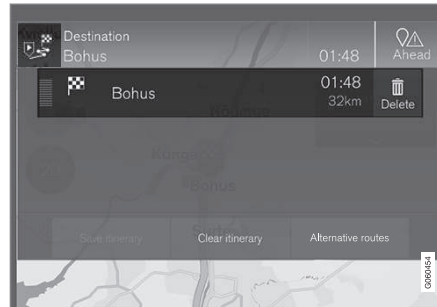 Destination
Bohus 01:48 Ahead
Bohus 01:48
32km Delete
Kungälv
Bohus
Save itinerary Clear itinerary Alternative routes
G060454